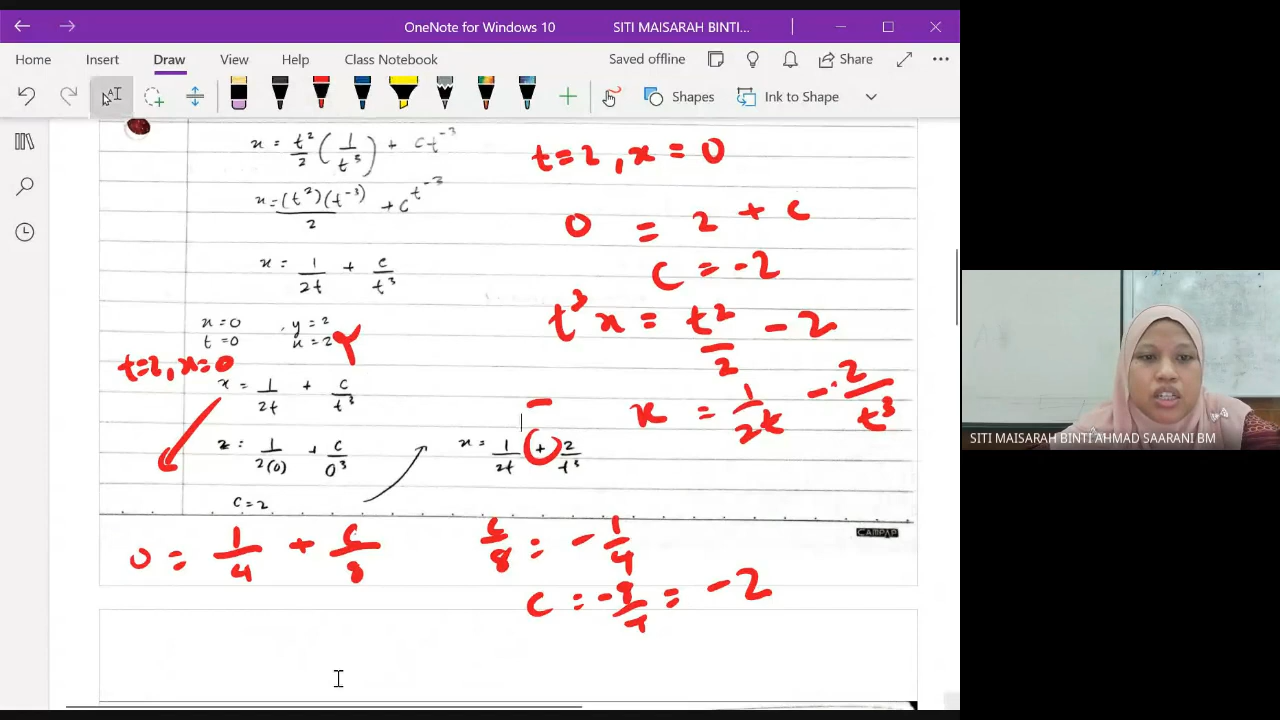 OneNote for Windows 10
SITI MAISARAH BINTI...
Home Insert Draw View Help Class Notebook
Saved offline
Share
Shapes
Ink to Shape
x = t²/2 (1/t³) + Ct⁻³
x = (t²)(t⁻³)/2 + C t⁻³
x = 1/2t + C/t³
x=0 , y=2
t=0 x=2
t=2, x=0
x = 1/2t + C/t³
2 = 1/2(0) + C/0³
C=2
x = 1/2t + 2/t³
−
0 = 1/4 + C/8
t=2, x=0
0 = 2 + C
C = -2
t³x = t²/2 - 2
x = 1/2t - 2/t³
C/8 = -1/4
C = -8/4 = -2
CAMPAP
SITI MAISARAH BINTI AHMAD SAARANI BM